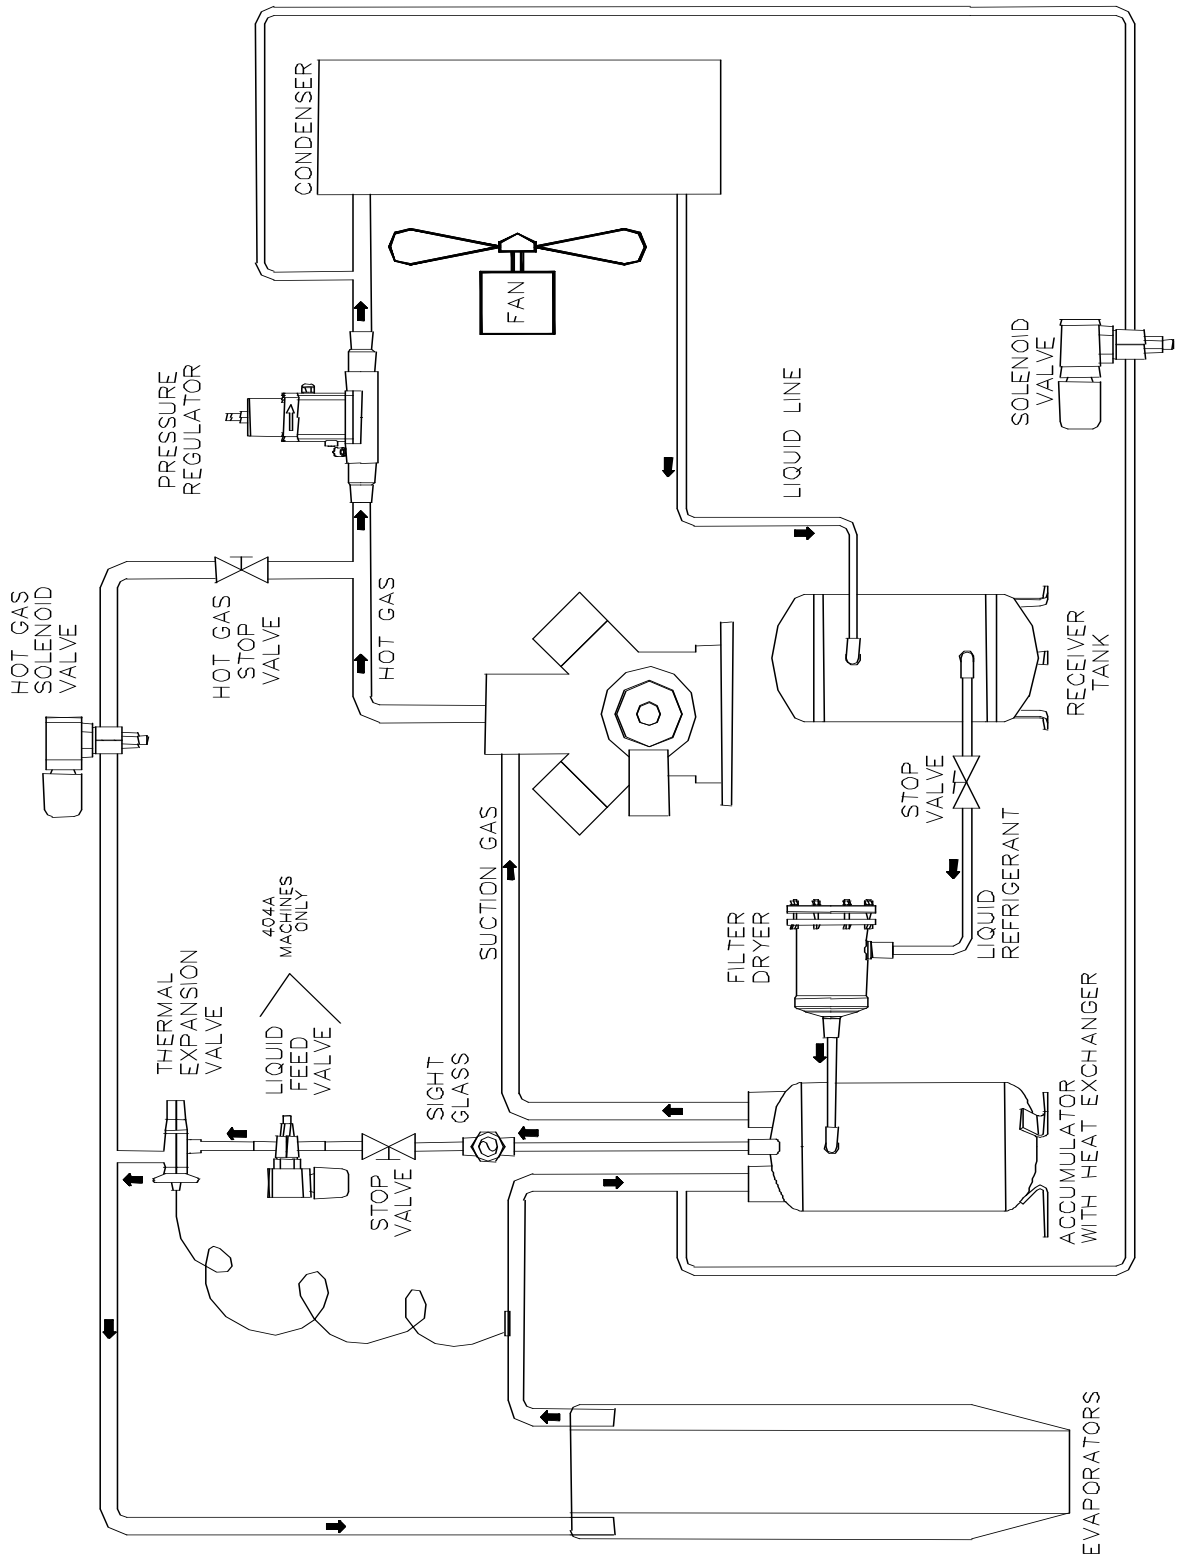 HOT GAS
SOLENOID
VALVE
HOT GAS
STOP
VALVE
PRESSURE
REGULATOR
CONDENSER
FAN
HOT GAS
LIQUID LINE
SOLENOID
VALVE
THERMAL
EXPANSION
VALVE
LIQUID
FEED
VALVE
404A
MACHINES
ONLY
STOP
VALVE
SIGHT
GLASS
SUCTION GAS
FILTER
DRYER
STOP
VALVE
LIQUID
REFRIGERANT
RECEIVER
TANK
ACCUMULATOR
WITH HEAT EXCHANGER
EVAPORATORS